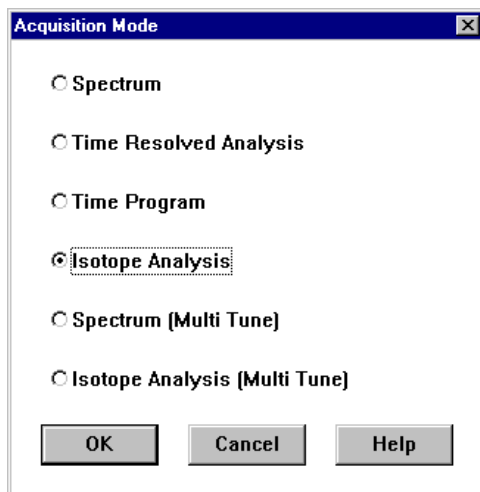 Acquisition Mode
Spectrum
Time Resolved Analysis
Time Program
Isotope Analysis
Spectrum (Multi Tune)
Isotope Analysis (Multi Tune)
OK Cancel Help